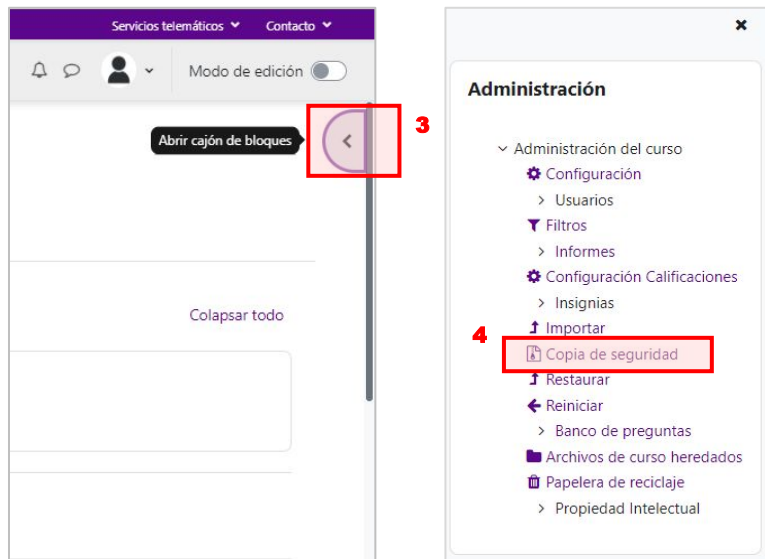 Servicios telemáticos Contacto
Modo de edición
Abrir cajón de bloques
3
Colapsar todo
Administración
Administración del curso
Configuración
Usuarios
Filtros
Informes
Configuración Calificaciones
Insignias
Importar
4
Copia de seguridad
Restaurar
Reiniciar
Banco de preguntas
Archivos de curso heredados
Papelera de reciclaje
Propiedad Intelectual